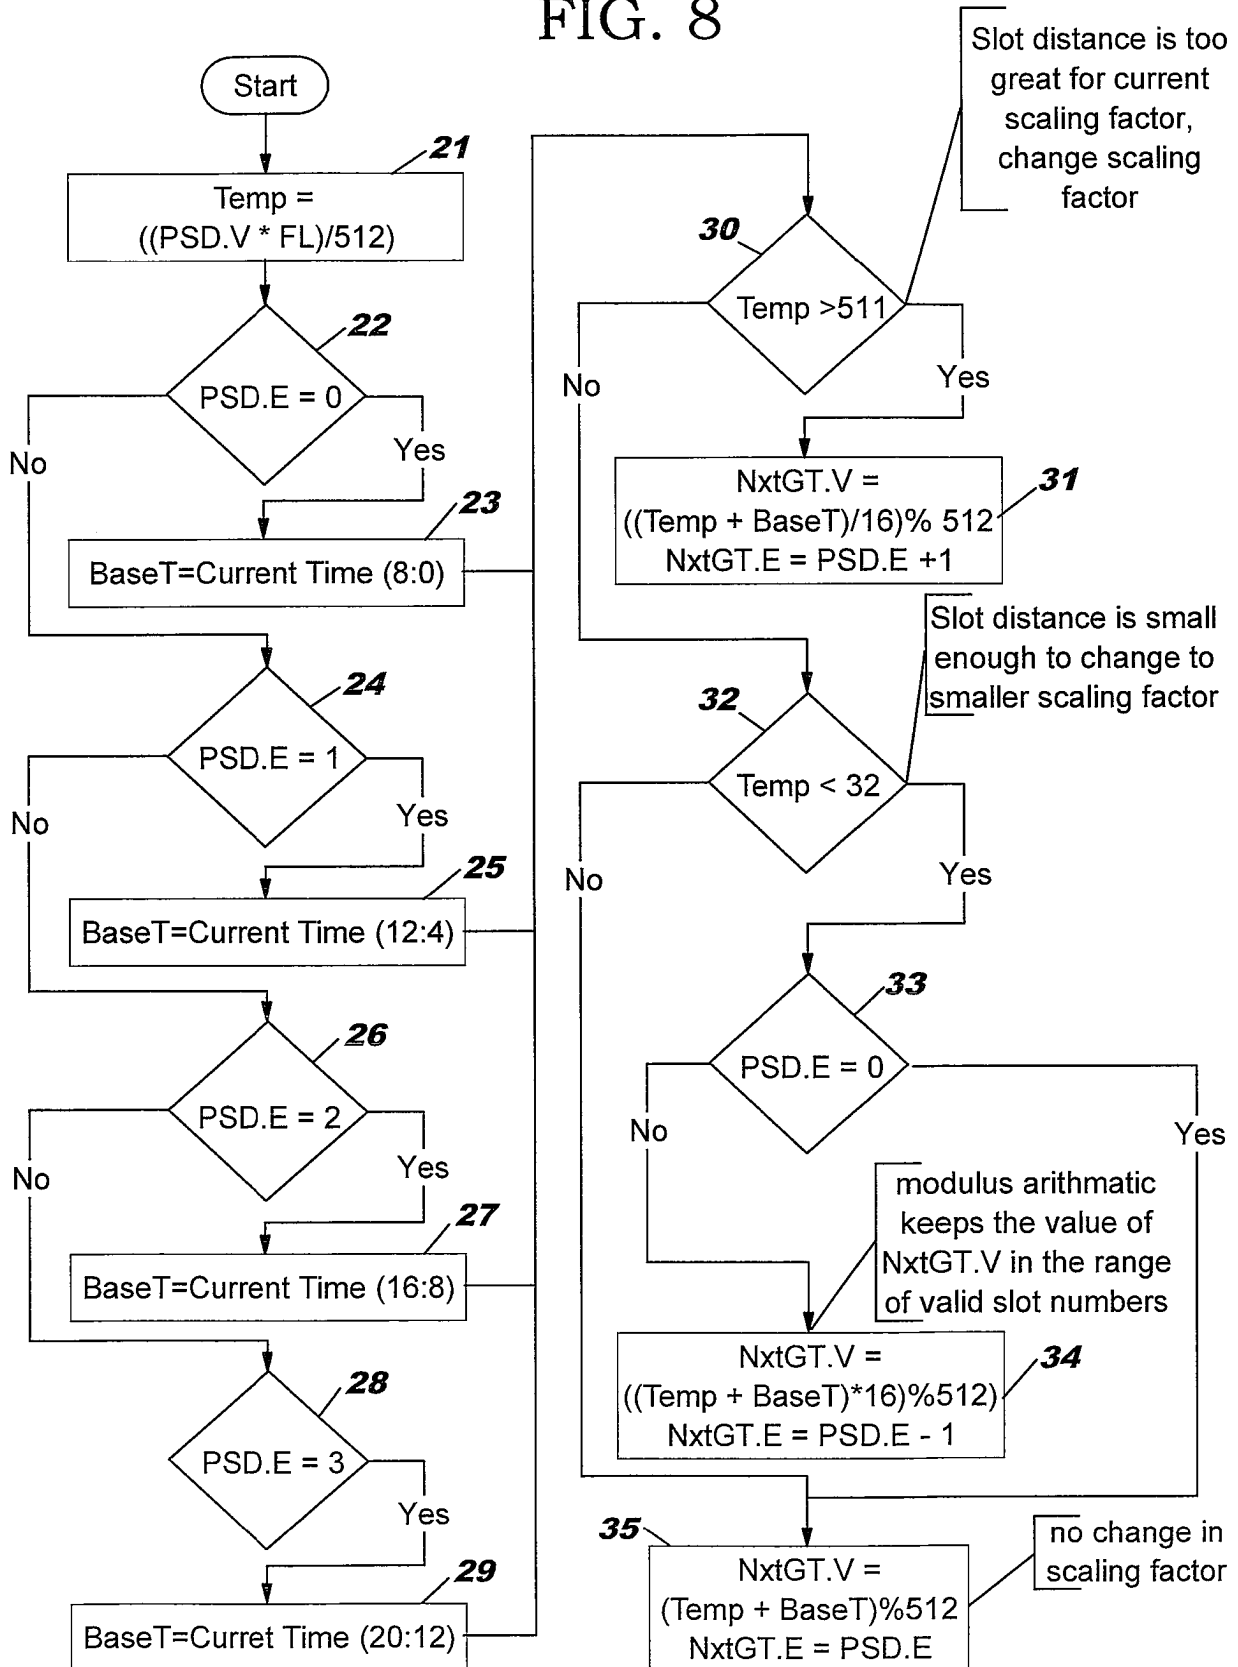 FIG. 8
Start
21
Temp =
((PSD.V * FL)/512)
22
PSD.E = 0
No
Yes
23
BaseT=Current Time (8:0)
24
PSD.E = 1
No
Yes
25
BaseT=Current Time (12:4)
26
PSD.E = 2
No
Yes
27
BaseT=Current Time (16:8)
28
PSD.E = 3
Yes
29
BaseT=Curret Time (20:12)
Slot distance is too
great for current
scaling factor,
change scaling
factor
30
Temp >511
No
Yes
31
NxtGT.V =
((Temp + BaseT)/16)% 512
NxtGT.E = PSD.E +1
Slot distance is small
enough to change to
smaller scaling factor
32
Temp < 32
No
Yes
33
PSD.E = 0
No
Yes
modulus arithmatic
keeps the value of
NxtGT.V in the range
of valid slot numbers
34
NxtGT.V =
((Temp + BaseT)*16)%512)
NxtGT.E = PSD.E - 1
35
NxtGT.V =
(Temp + BaseT)%512
NxtGT.E = PSD.E
no change in
scaling factor